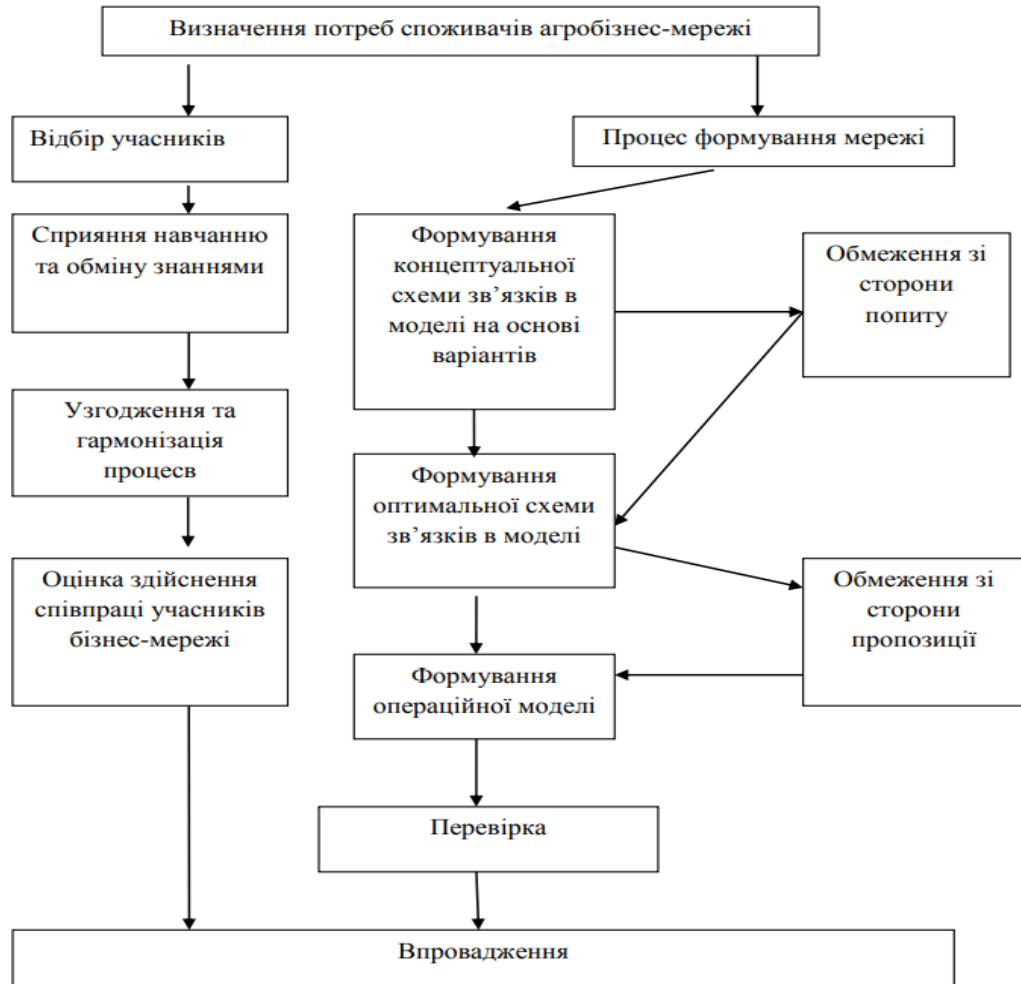 Визначення потреб споживачів агробізнес-мережі
Відбір учасників
Процес формування мережі
Сприяння навчанню
та обміну знаннями
Формування
концептуальної
схеми зв’язків в
моделі на основі
варіантів
Обмеження зі
сторони
попиту
Узгодження та
гармонізація
процесв
Формування
оптимальної схеми
зв’язків в моделі
Оцінка здійснення
співпраці учасників
бізнес-мережі
Обмеження зі
сторони
пропозиції
Формування
операційної моделі
Перевірка
Впровадження